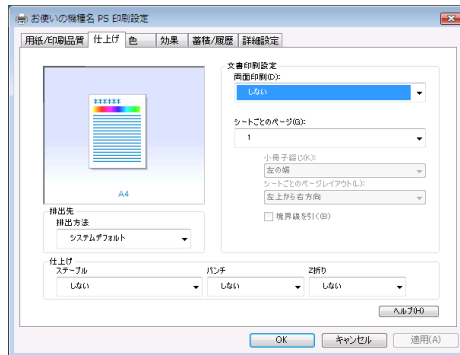 お使いの機種名 PS 印刷設定
用紙/印刷品質 仕上げ 色 効果 蓄積/履歴 詳細設定
文書印刷設定
両面印刷(D):
しない
シートごとのページ(G):
1
小冊子綴じ(K):
左の端
シートごとのページレイアウト(L):
左上から右方向
境界線を引く(B)
A4
排出先
排出方法
システムデフォルト
仕上げ
ステープル パンチ Z折り
しない しない しない
ヘルプ(H)
OK キャンセル 適用(A)